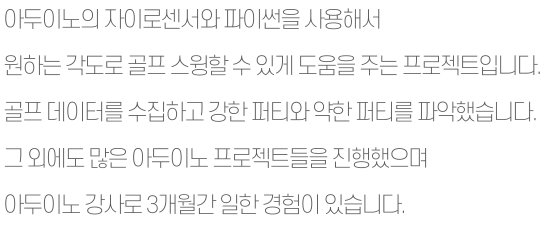 아두이노의 자이로센서와 파이썬을 사용해서
원하는 각도로 골프 스윙할 수 있게 도움을 주는 프로젝트입니다.
골프 데이터를 수집하고 강한 퍼티와 약한 퍼티를 파악했습니다.
그 외에도 많은 아두이노 프로젝트들을 진행했으며
아두이노 강사로 3개월간 일한 경험이 있습니다.